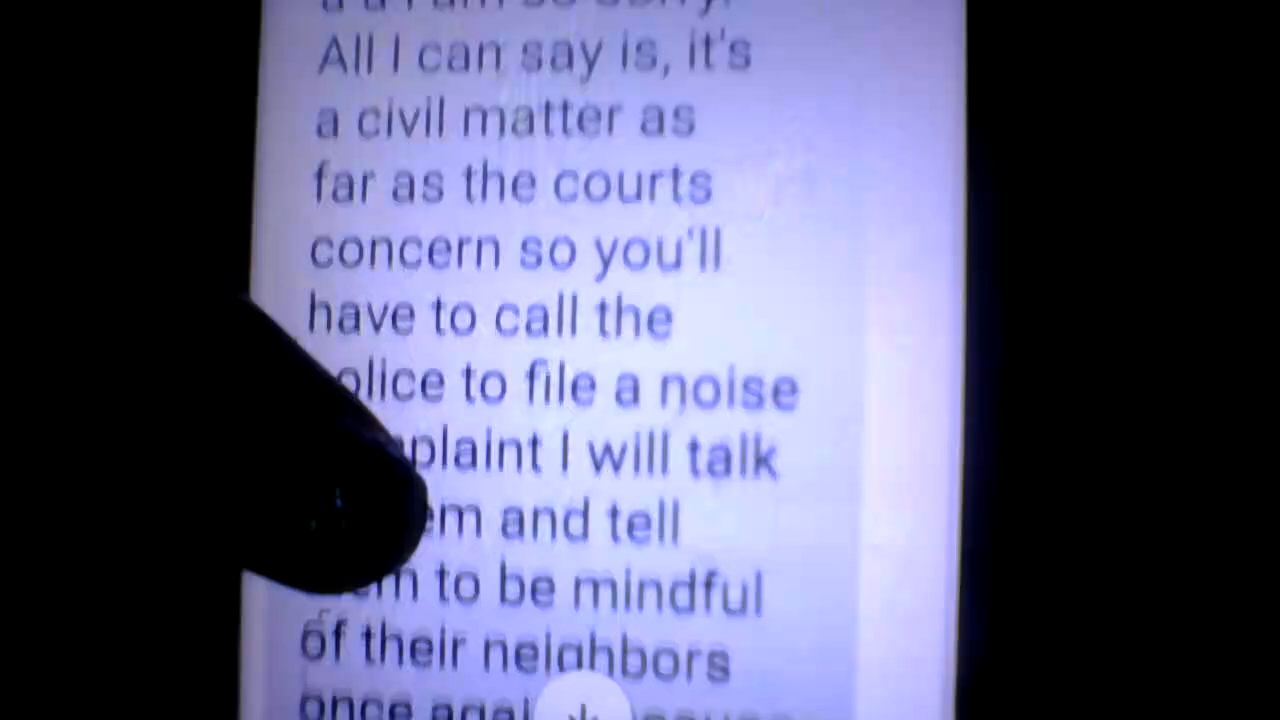 All I can say is, it's
a civil matter as
far as the courts
concern so you'll
have to call the
olice to file a noise
plaint I will talk
em and tell
to be mindful
of their neighbors
once